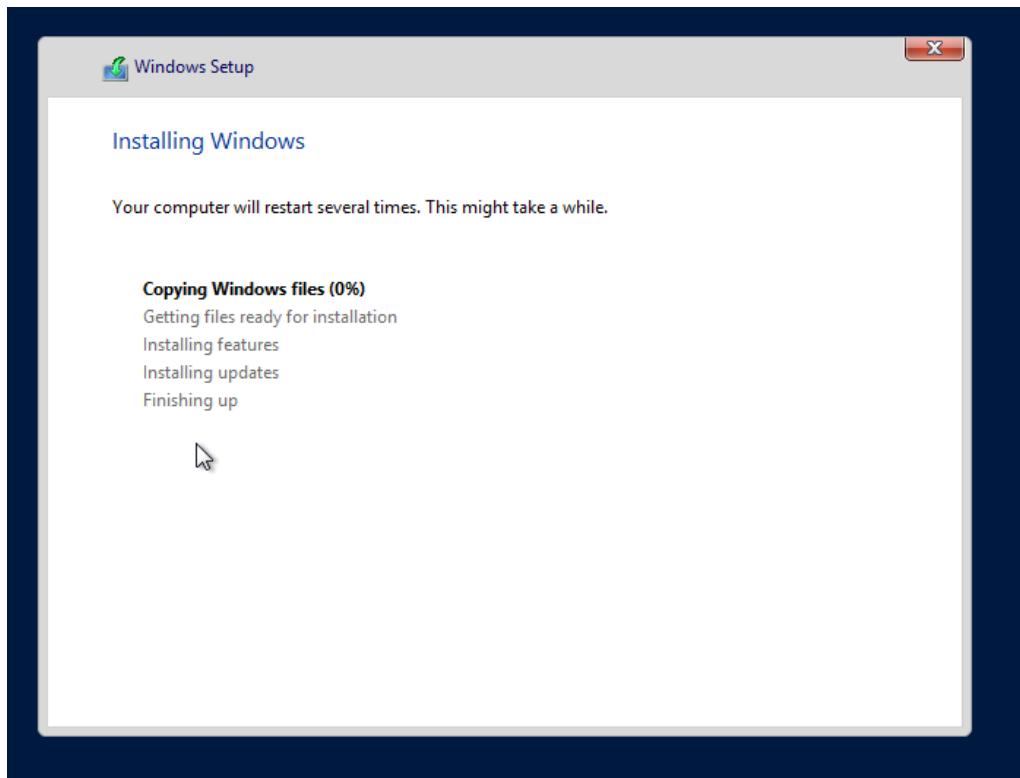 Windows Setup
Installing Windows
Your computer will restart several times. This might take a while.
Copying Windows files (0%)
Getting files ready for installation
Installing features
Installing updates
Finishing up